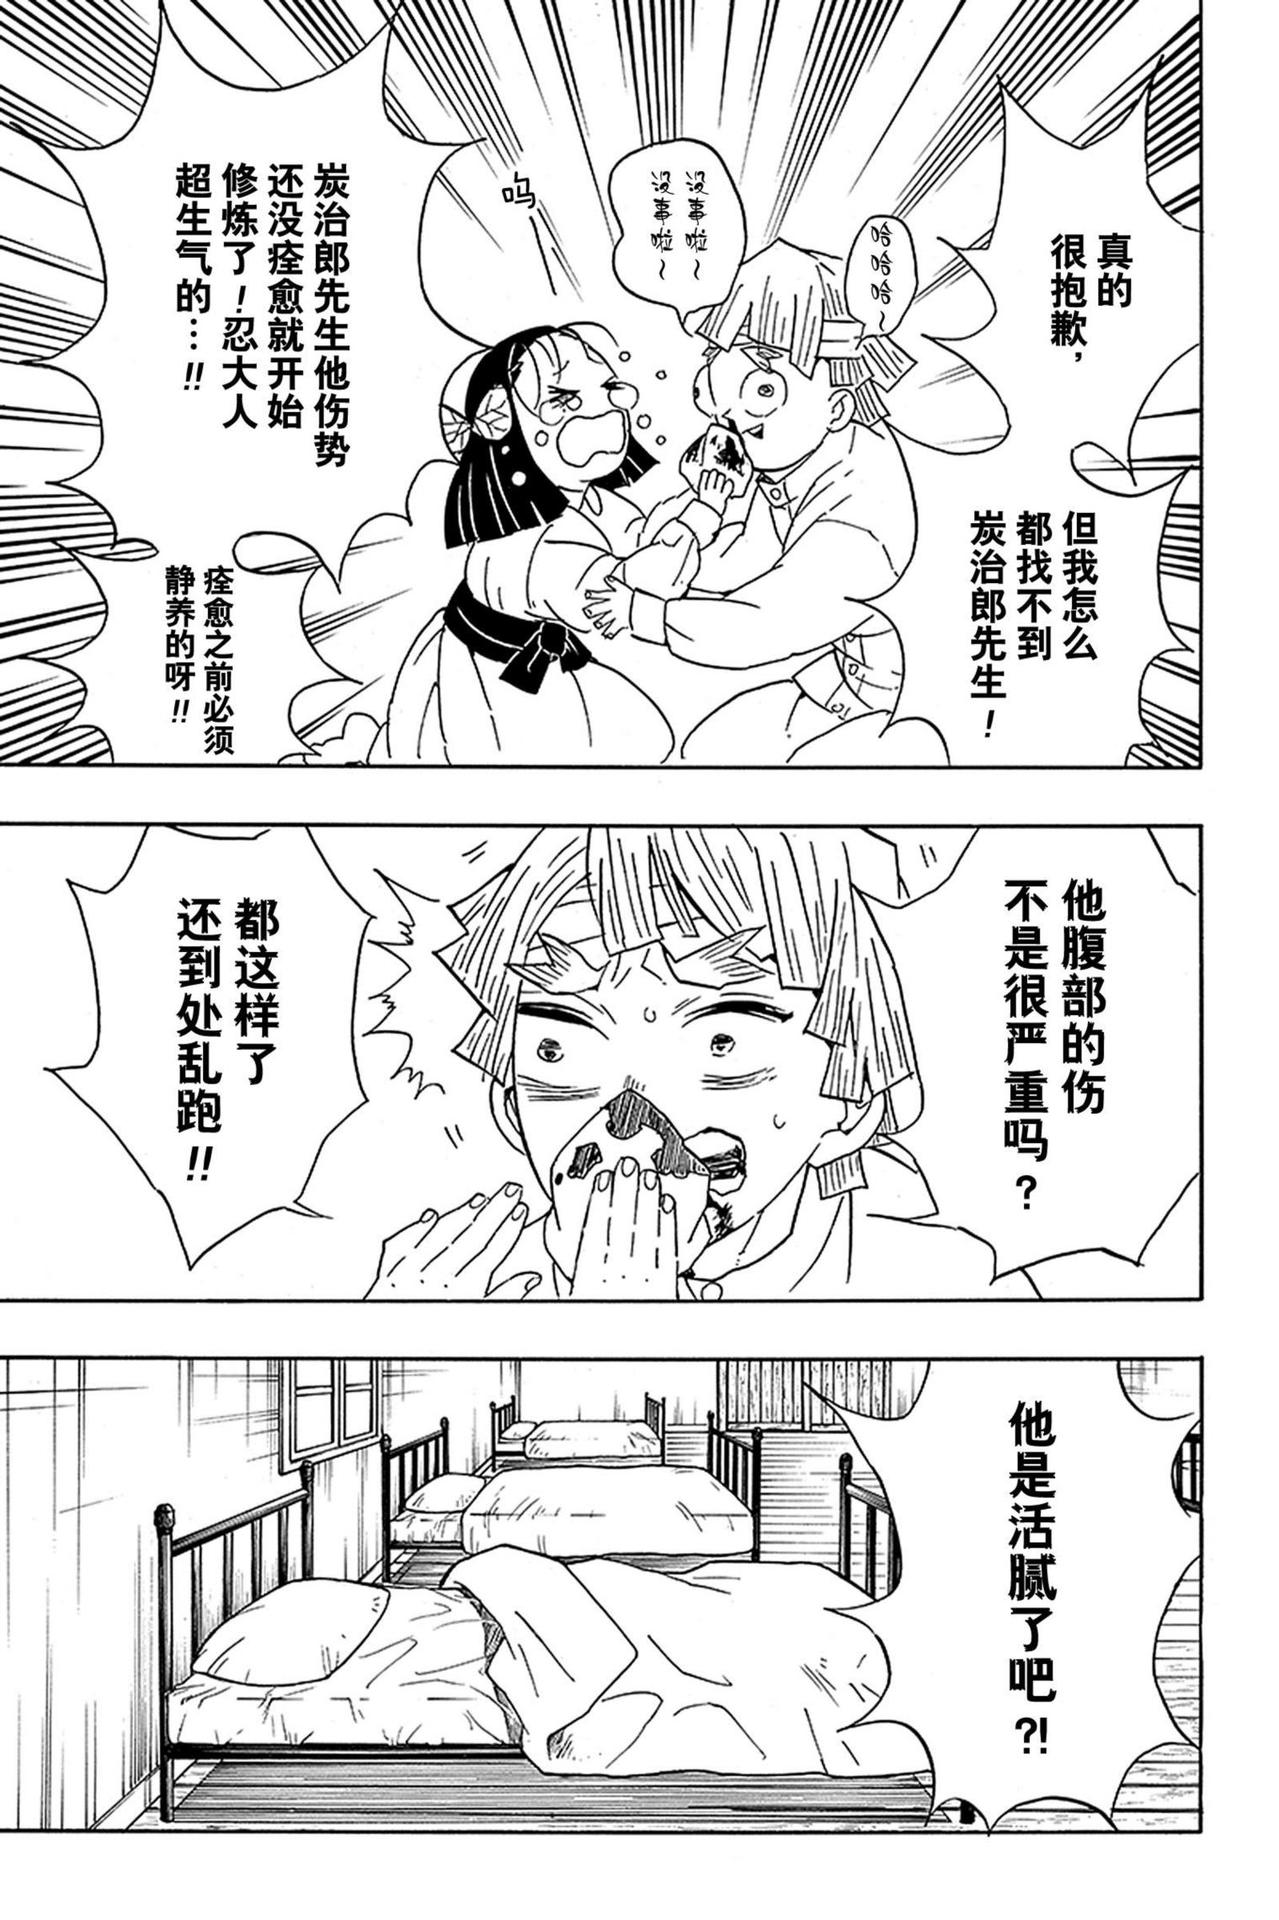 真的
很抱歉，
但我怎么
都找不到
炭治郎先生！
哈哈哈～
没事啦～
没事啦～
呜
炭治郎先生他伤势
还没痊愈就开始
修炼了！忍大人
超生气的…!!
痊愈之前必须
静养的呀!!
他腹部的伤
不是很严重吗?
都这样了
还到处乱跑!!
他是活腻了吧?!